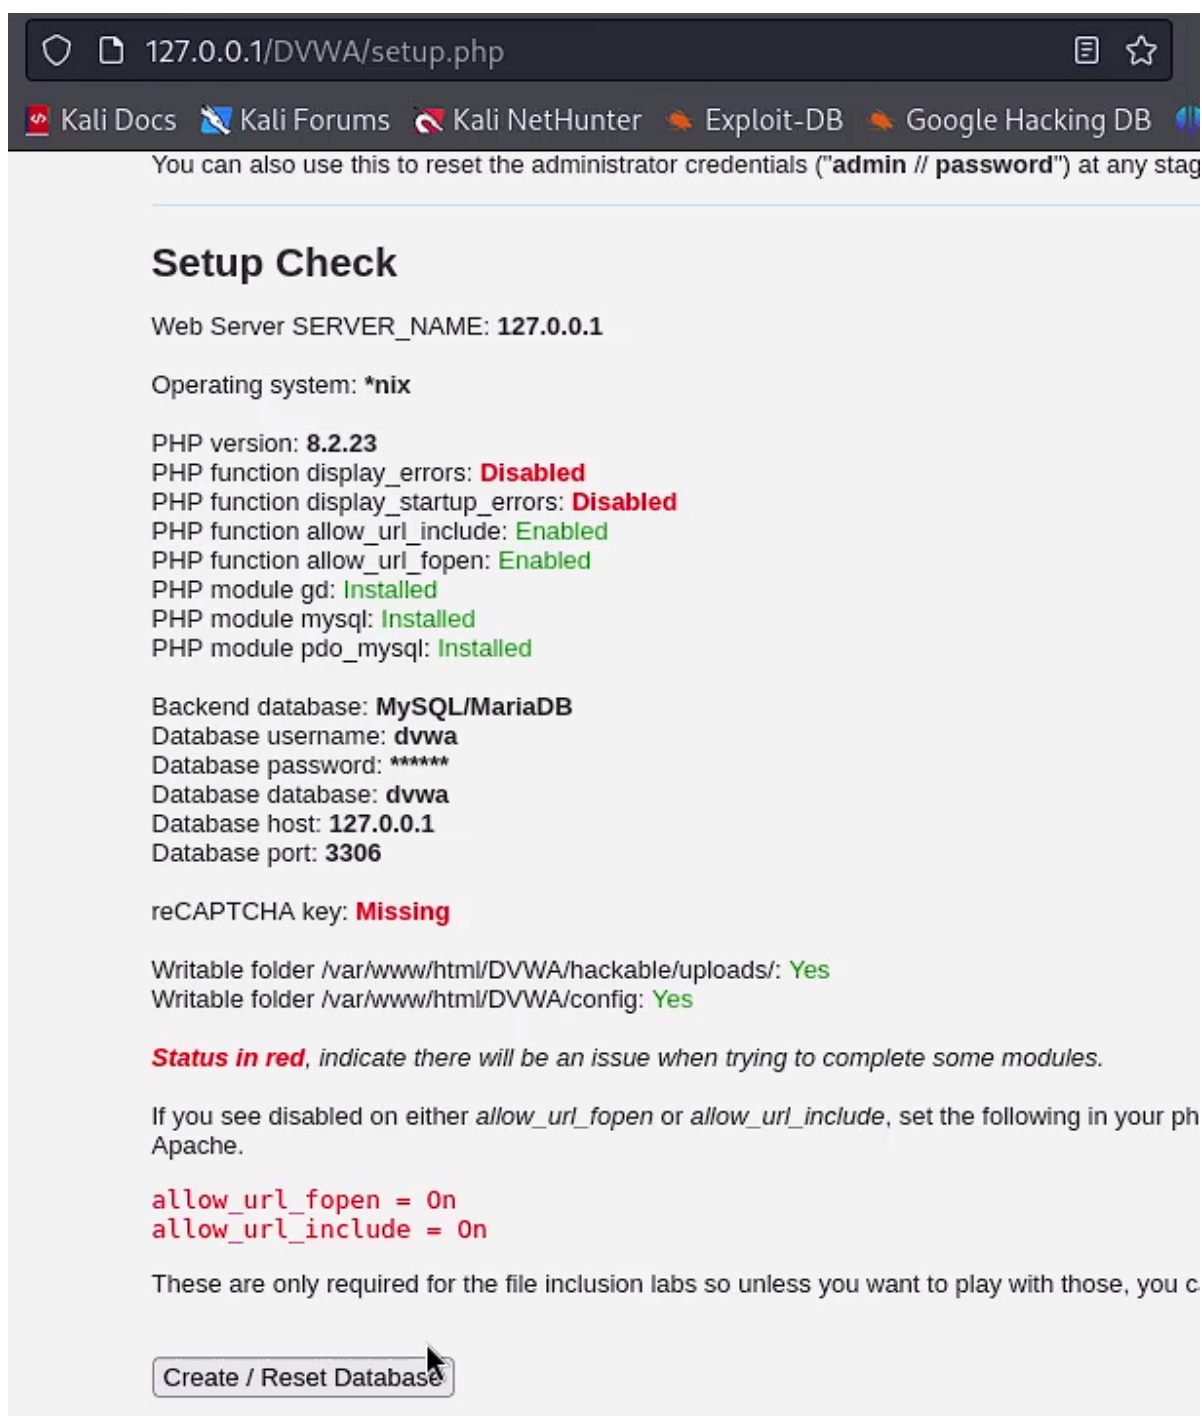 127.0.0.1/DVWA/setup.php
Kali Docs Kali Forums Kali NetHunter Exploit-DB Google Hacking DB
You can also use this to reset the administrator credentials ("admin // password") at any stag
Setup Check
Web Server SERVER_NAME: 127.0.0.1
Operating system: *nix
PHP version: 8.2.23
PHP function display_errors: Disabled
PHP function display_startup_errors: Disabled
PHP function allow_url_include: Enabled
PHP function allow_url_fopen: Enabled
PHP module gd: Installed
PHP module mysql: Installed
PHP module pdo_mysql: Installed
Backend database: MySQL/MariaDB
Database username: dvwa
Database password: ******
Database database: dvwa
Database host: 127.0.0.1
Database port: 3306
reCAPTCHA key: Missing
Writable folder /var/www/html/DVWA/hackable/uploads/: Yes
Writable folder /var/www/html/DVWA/config: Yes
Status in red, indicate there will be an issue when trying to complete some modules.
If you see disabled on either allow_url_fopen or allow_url_include, set the following in your ph
Apache.
allow_url_fopen = On
allow_url_include = On
These are only required for the file inclusion labs so unless you want to play with those, you c
Create / Reset Database